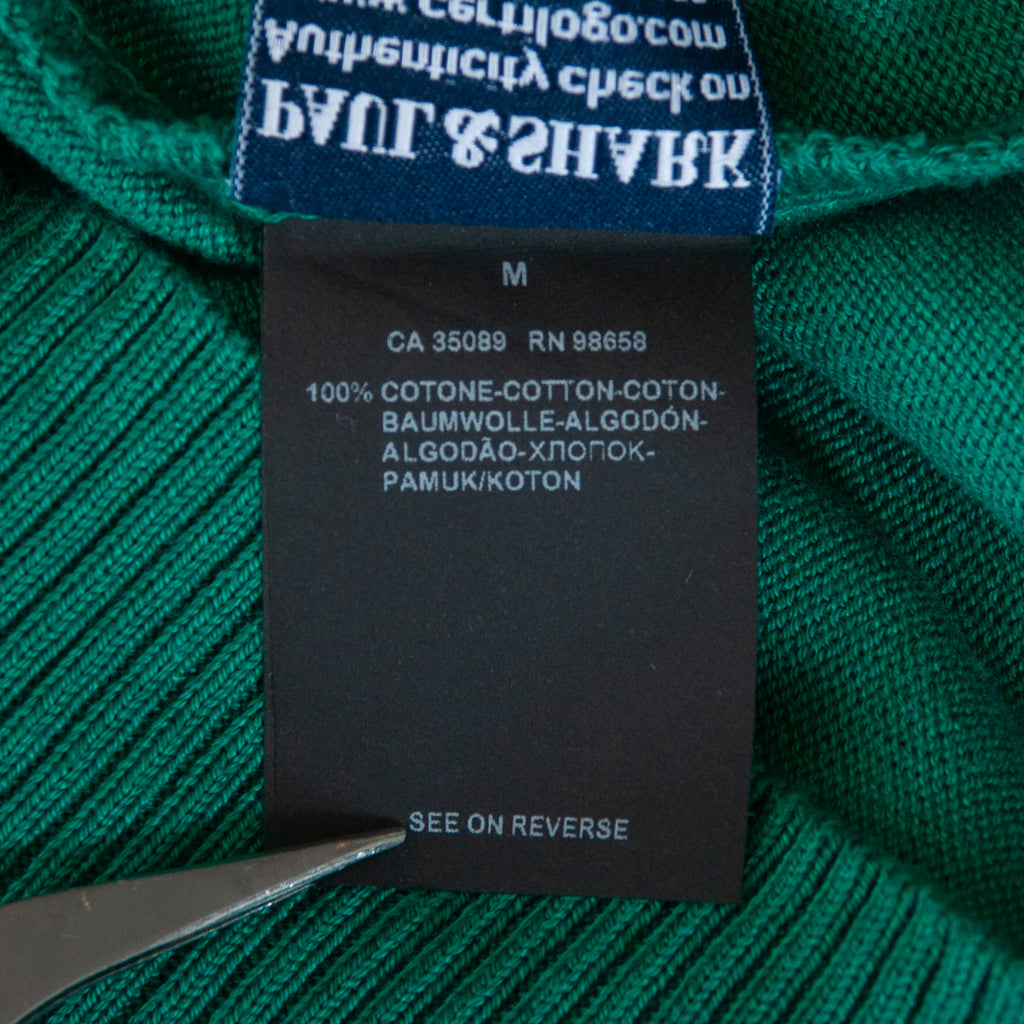 PAUL & SHARK
Authenticity check on
www.certilogo.com
M
CA 35089 RN 98658
100% COTONE-COTTON-COTON-
BAUMWOLLE-ALGODÓN-
ALGODÃO-ХЛОПОК-
PAMUK/KOTON
SEE ON REVERSE